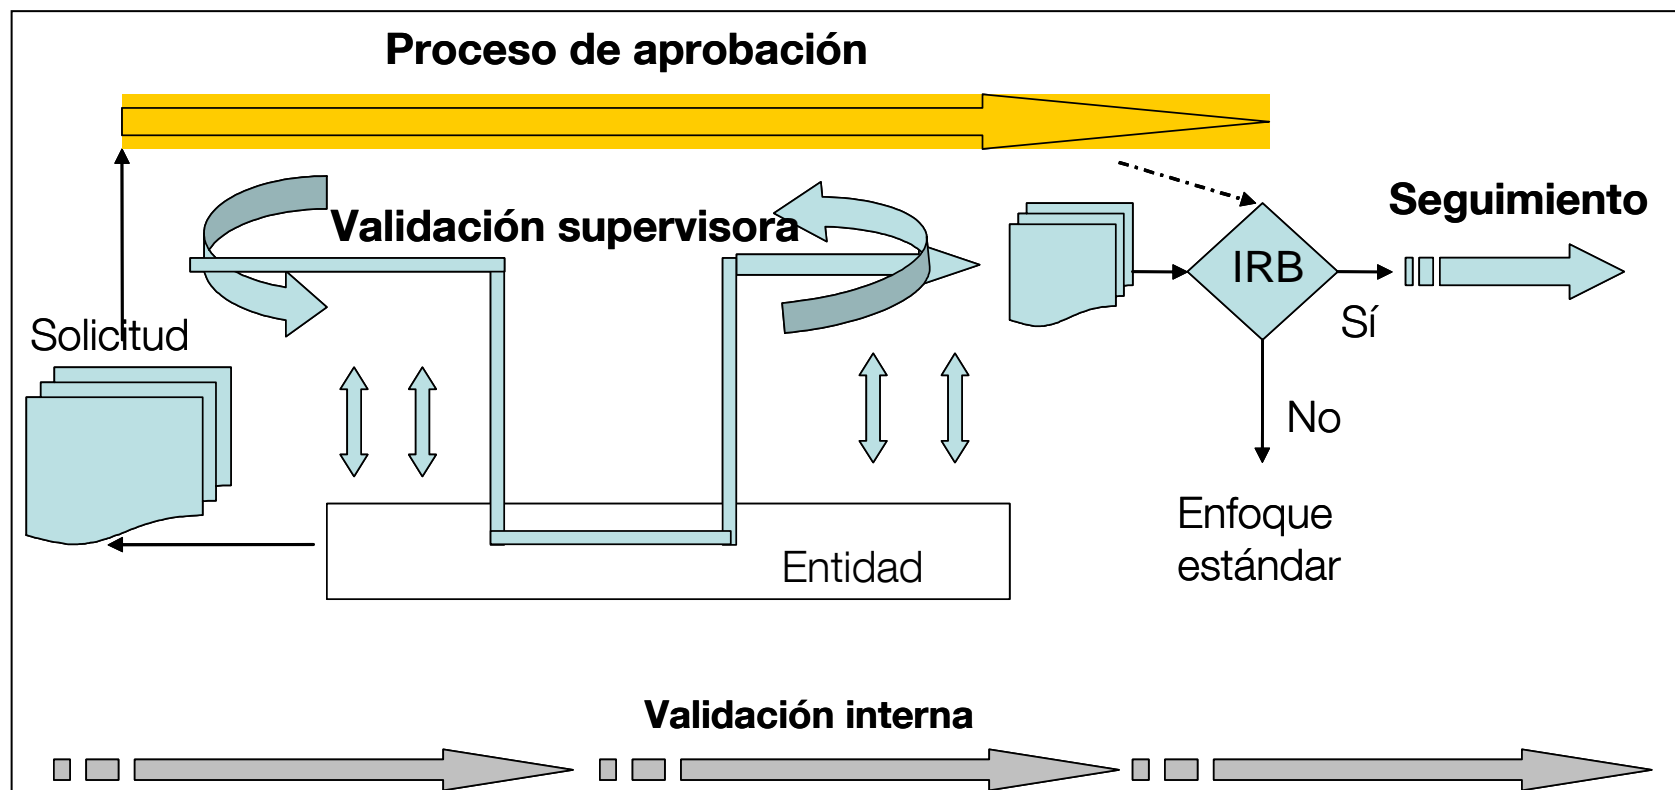 Proceso de aprobación
Validación supervisora
Seguimiento
IRB
Solicitud
Sí
No
Enfoque
estándar
Entidad
Validación interna